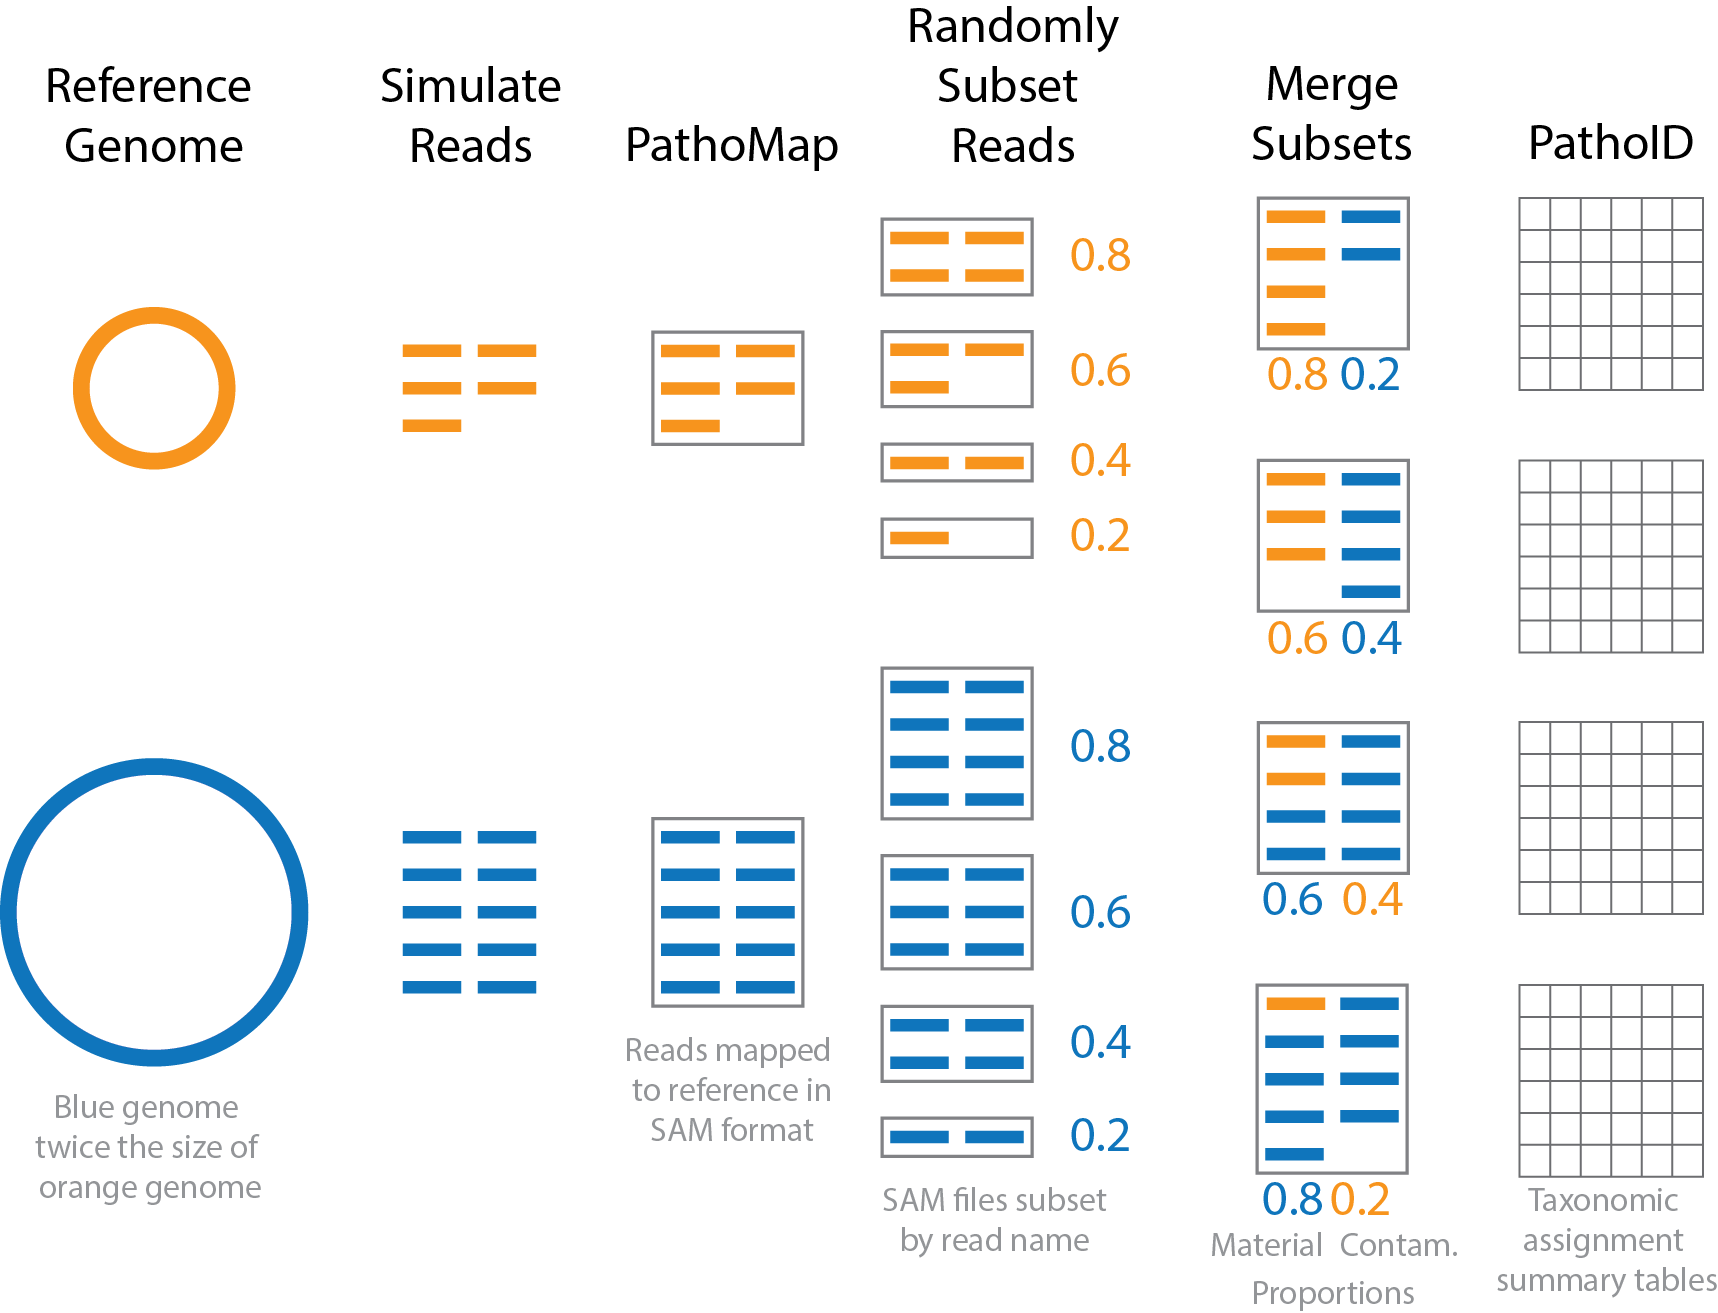 Reference
Genome
Simulate
Reads
PathoMap
Randomly
Subset
Reads
Merge
Subsets
PathoID
0.8
0.6
0.4
0.2
0.8
0.6
0.4
0.2
0.8 0.2
0.6 0.4
0.6 0.4
0.8 0.2
Blue genome
twice the size of
orange genome
Reads mapped
to reference in
SAM format
SAM files subset
by read name
Material Contam.
Proportions
Taxonomic
assignment
summary tables